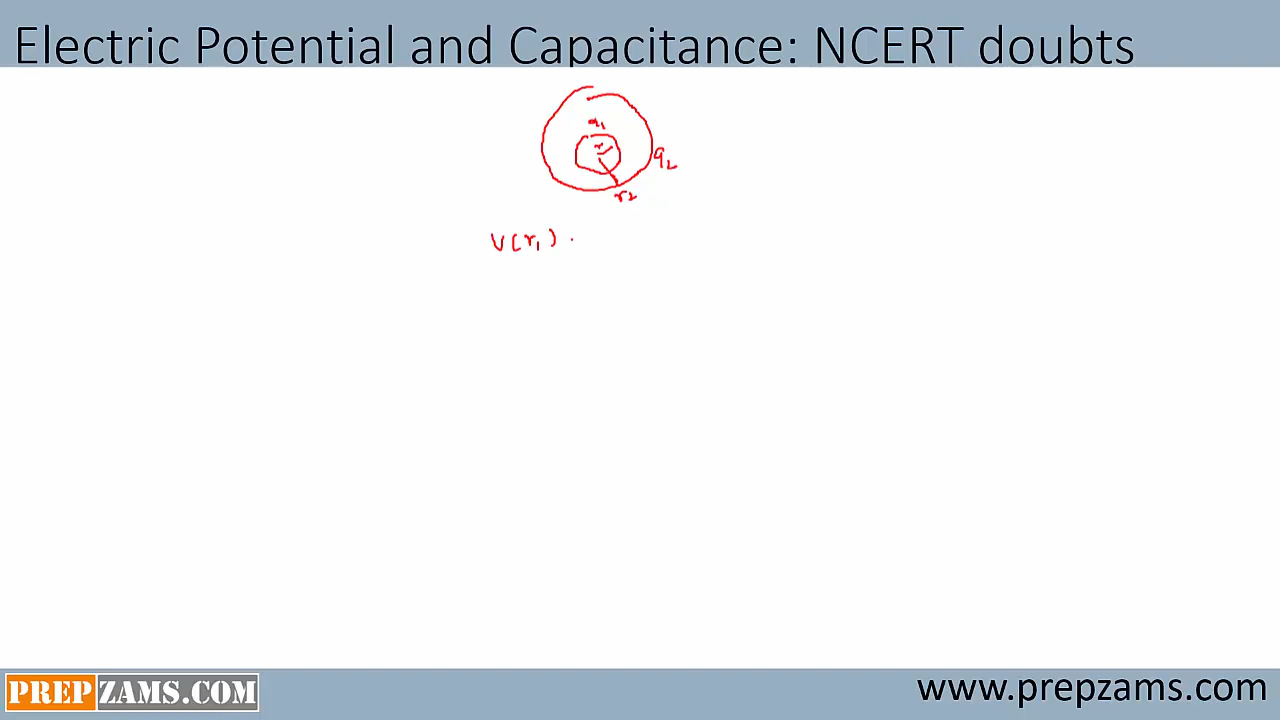 Electric Potential and Capacitance: NCERT doubts
q₁
r
q₂
r₂
V(r₁)
PREPZAMS.COM
www.prepzams.com